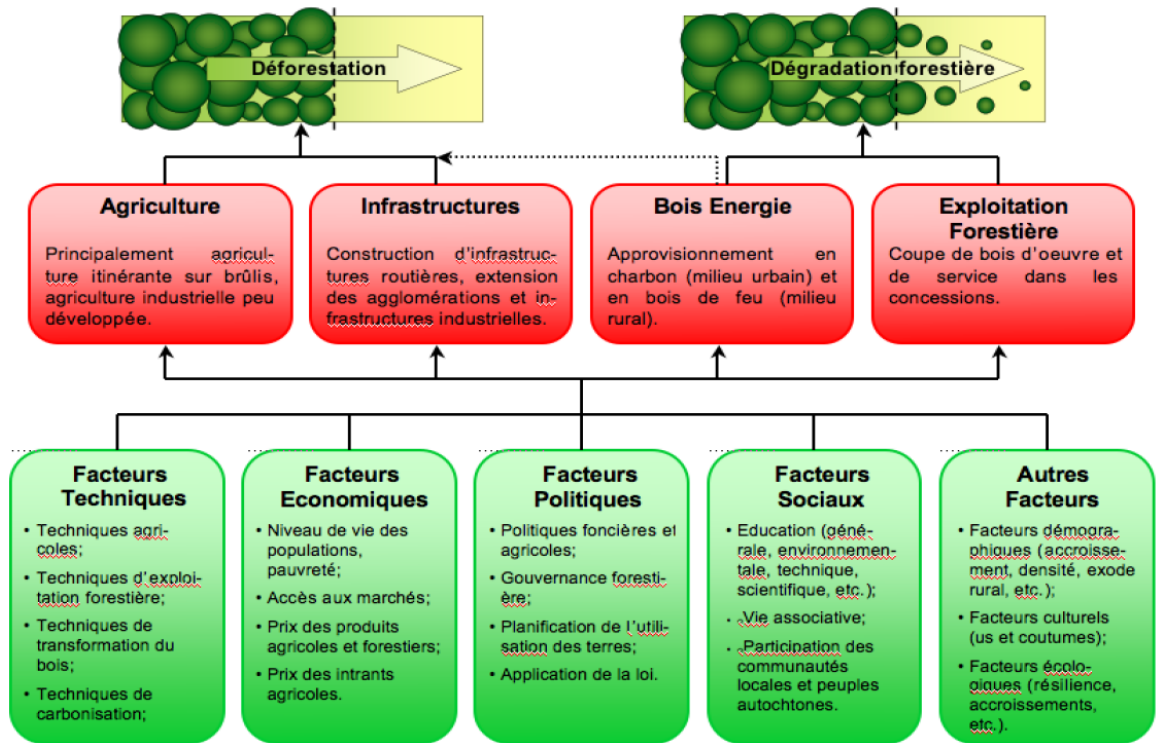 Déforestation
Dégradation forestière
Agriculture
Principalement agricul-
ture itinérante sur brûlis,
agriculture industrielle peu
développée.
Infrastructures
Construction d'infrastruc-
tures routières, extension
des agglomérations et in-
frastructures industrielles.
Bois Energie
Approvisionnement en
charbon (milieu urbain) et
en bois de feu (milieu
rural).
Exploitation
Forestière
Coupe de bois d'oeuvre et
de service dans les
concessions.
Facteurs
Techniques
• Techniques agri-
coles;
• Techniques d'exploi-
tation forestière;
• Techniques de
transformation du
bois;
• Techniques de
carbonisation;
Facteurs
Economiques
• Niveau de vie des
populations,
pauvreté;
• Accès aux marchés;
• Prix des produits
agricoles et forestiers;
• Prix des intrants
agricoles.
Facteurs
Politiques
• Politiques foncières et
agricoles;
• Gouvernance foresti-
ère;
• Planification de l'utili-
sation des terres;
• Application de la loi.
Facteurs
Sociaux
• Education (géné-
rale, environnemen-
tale, technique,
scientifique, etc.);
• Vie associative;
• Participation des
communautés
locales et peuples
autochtones.
Autres
Facteurs
• Facteurs démogra-
phiques (accroisse-
ment, densité, exode
rural, etc.);
• Facteurs culturels
(us et coutumes);
• Facteurs écolo-
giques (résilience,
accroissements,
etc.).